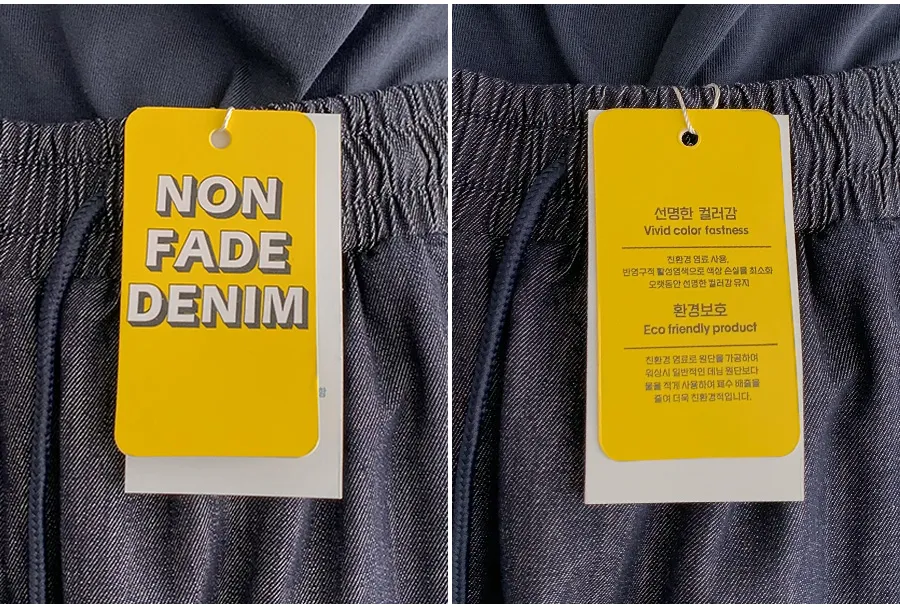 NON
FADE
DENIM
함
선명한 컬러감
Vivid color fastness
친환경 염료 사용,
반영구적 활성염색으로 색상 손실을 최소화
오랫동안 선명한 컬러감 유지
환경보호
Eco friendly product
친환경 염료로 원단을 가공하여
워싱시 일반적인 데님 원단보다
물을 적게 사용하여 폐수 배출을
줄여 더욱 친환경적입니다.